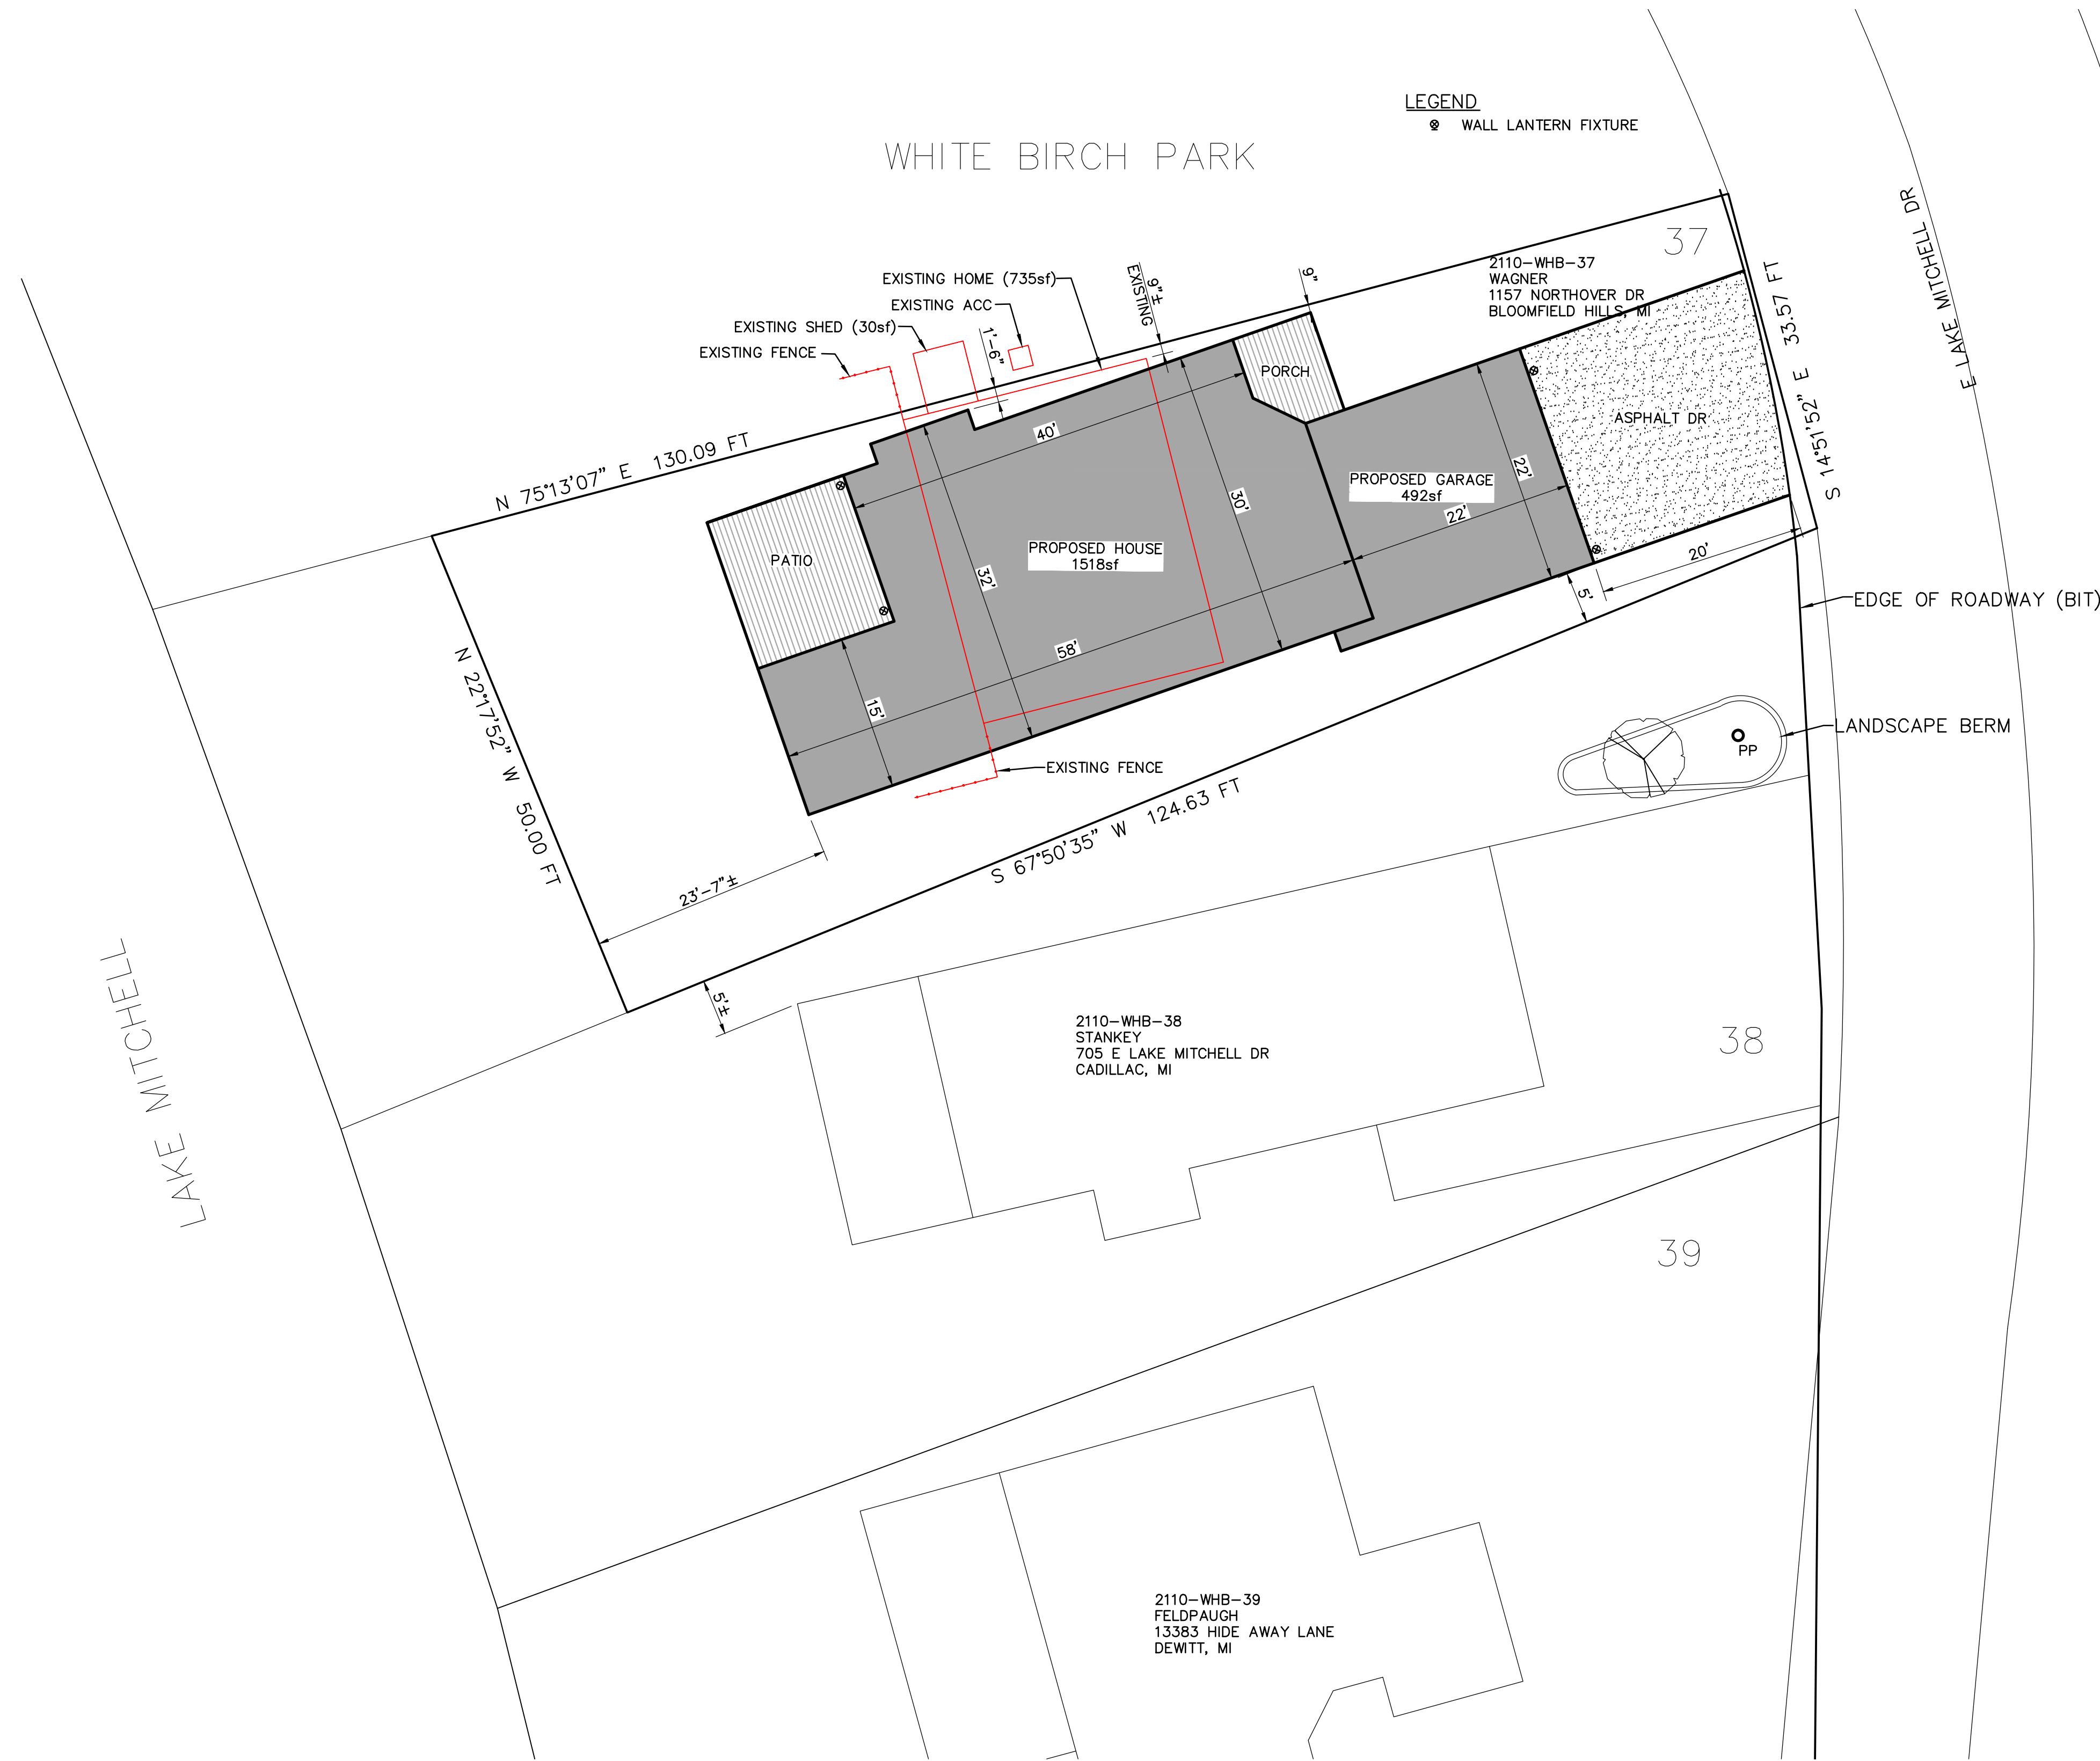 LEGEND
WALL LANTERN FIXTURE
WHITE BIRCH PARK
E LAKE MITCHELL DR
37
2110-WHB-37
WAGNER
1157 NORTHOVER DR
BLOOMFIELD HILLS, MI
S 14°51'52" E 33.57 FT
EXISTING HOME (735sf)
EXISTING ACC
EXISTING SHED (30sf)
EXISTING FENCE
1'-6"
EXISTING
9"±
9"
N 75°13'07" E 130.09 FT
PORCH
40'
ASPHALT DR
PROPOSED GARAGE
492sf
22'
22'
30'
PROPOSED HOUSE
1518sf
PATIO
32'
20'
5'
58'
15'
EDGE OF ROADWAY (BIT)
LANDSCAPE BERM
PP
EXISTING FENCE
N 22°17'52" W 50.00 FT
S 67°50'35" W 124.63 FT
23'-7"±
5'±
LAKE MITCHELL
2110-WHB-38
STANKEY
705 E LAKE MITCHELL DR
CADILLAC, MI
38
39
2110-WHB-39
FELDPAUGH
13383 HIDE AWAY LANE
DEWITT, MI